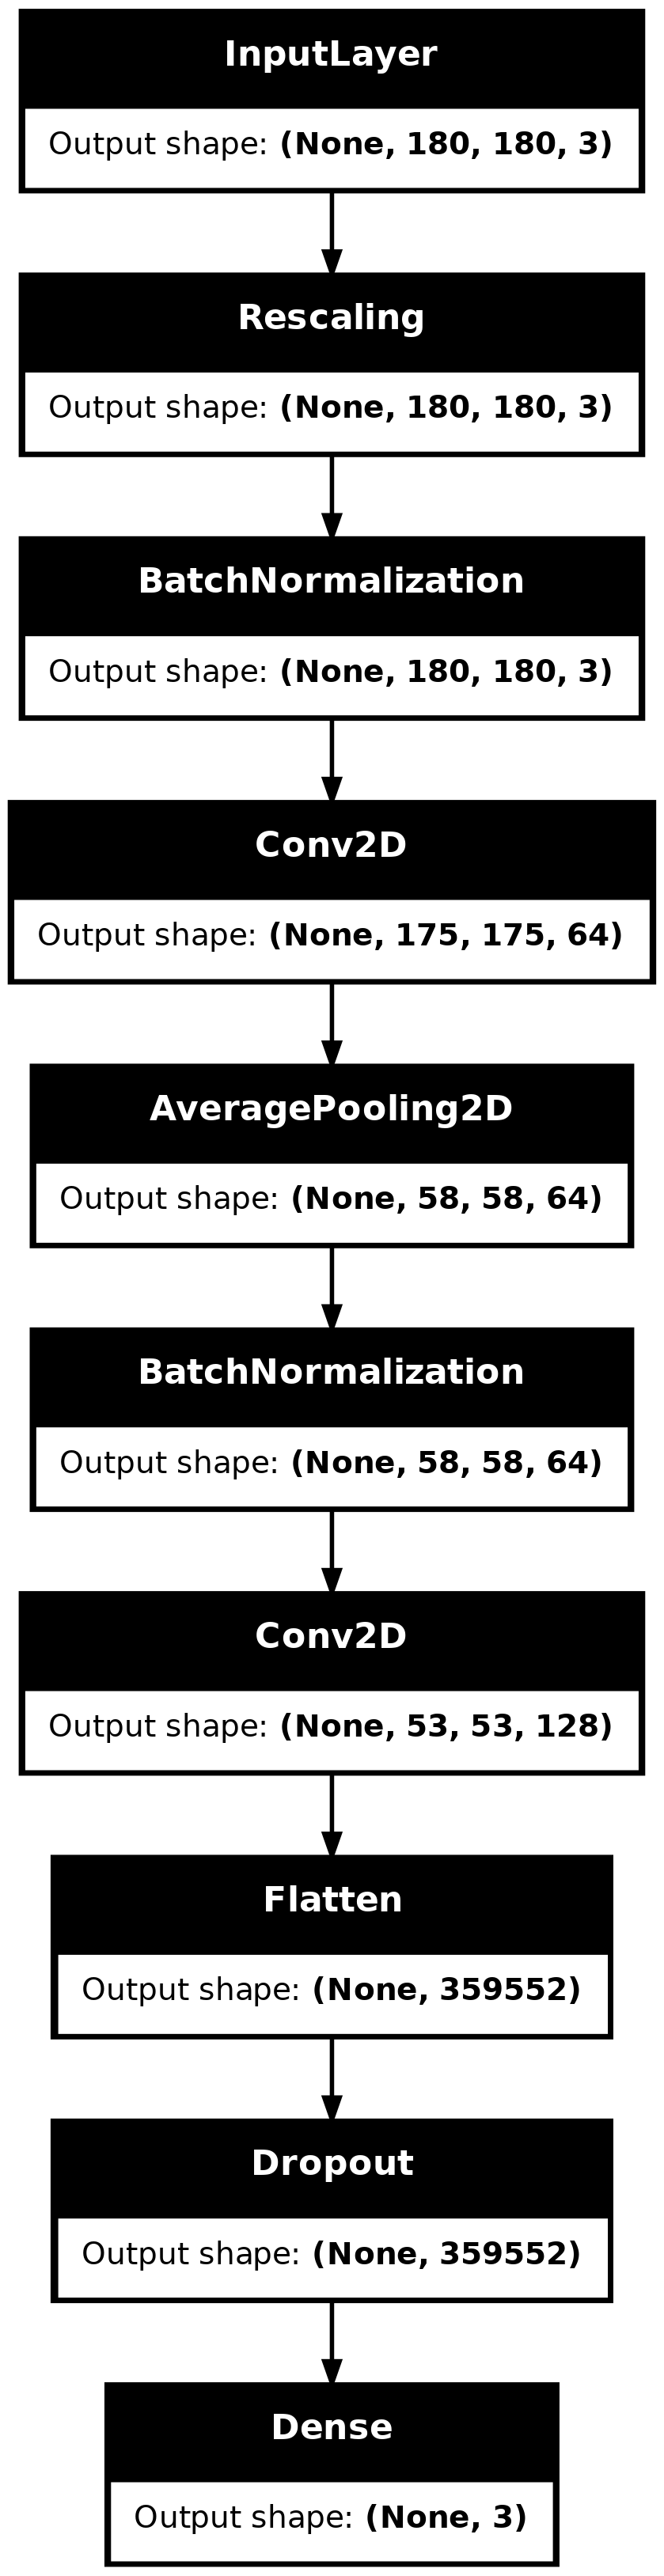 InputLayer
Output shape: (None, 180, 180, 3)
Rescaling
Output shape: (None, 180, 180, 3)
BatchNormalization
Output shape: (None, 180, 180, 3)
Conv2D
Output shape: (None, 175, 175, 64)
AveragePooling2D
Output shape: (None, 58, 58, 64)
BatchNormalization
Output shape: (None, 58, 58, 64)
Conv2D
Output shape: (None, 53, 53, 128)
Flatten
Output shape: (None, 359552)
Dropout
Output shape: (None, 359552)
Dense
Output shape: (None, 3)